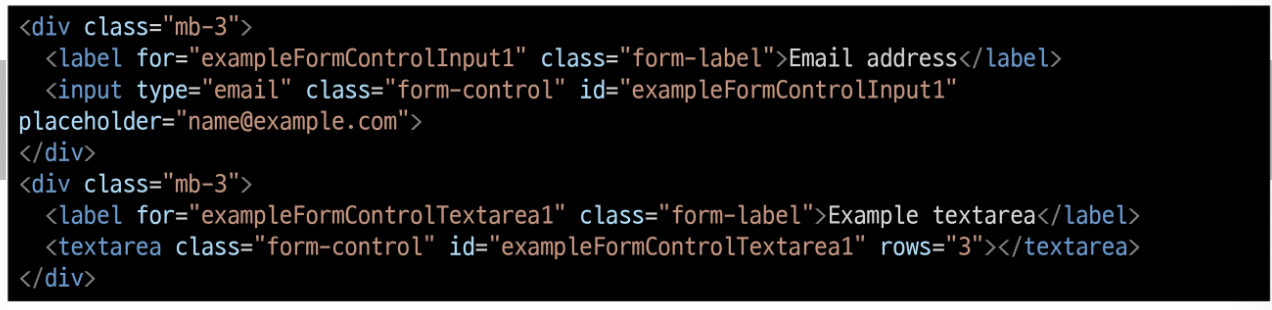 <div class="mb-3">
  <label for="exampleFormControlInput1" class="form-label">Email address</label>
  <input type="email" class="form-control" id="exampleFormControlInput1"
placeholder="name@example.com">
</div>
<div class="mb-3">
  <label for="exampleFormControlTextarea1" class="form-label">Example textarea</label>
  <textarea class="form-control" id="exampleFormControlTextarea1" rows="3"></textarea>
</div>